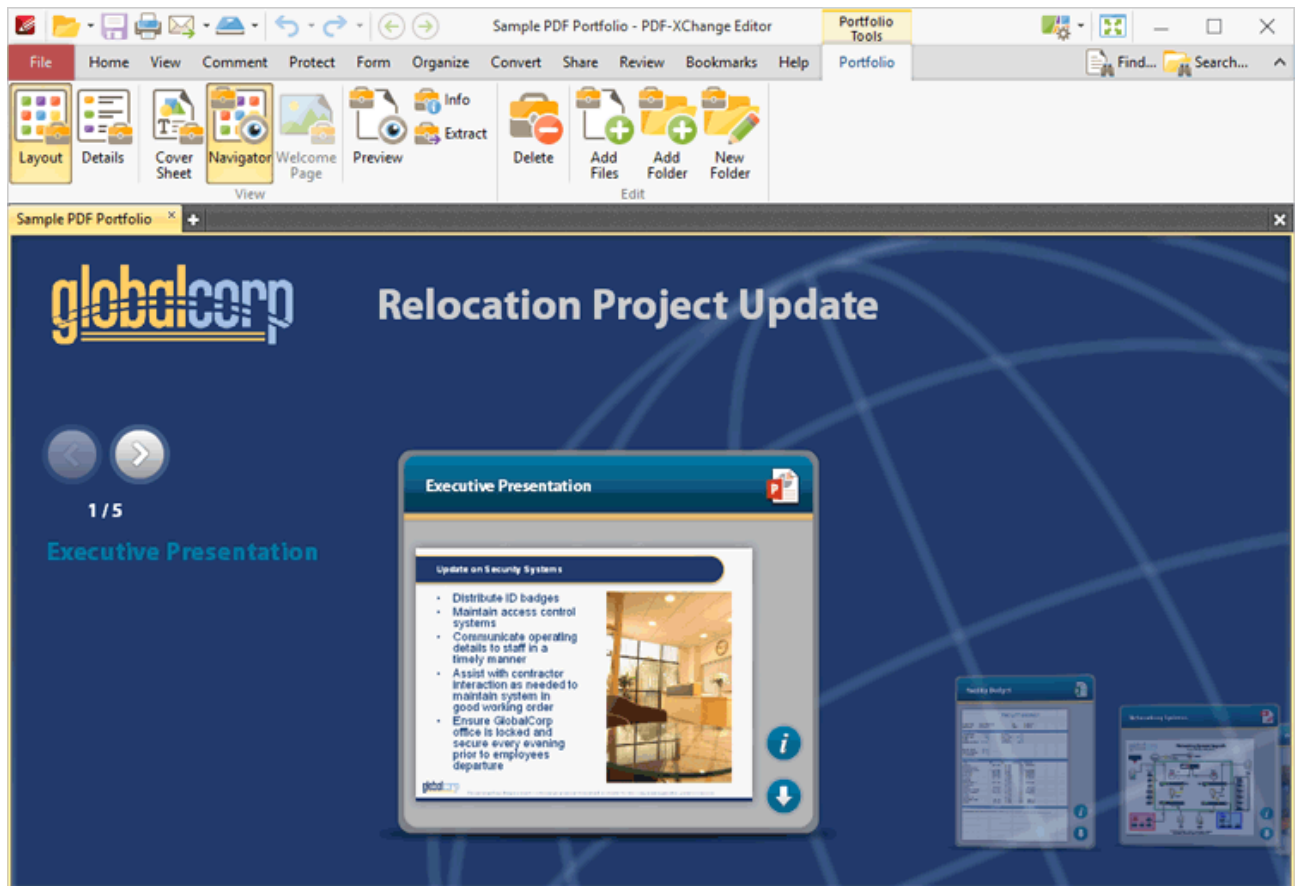 Sample PDF Portfolio - PDF-XChange Editor
Portfolio
Tools
File Home View Comment Protect Form Organize Convert Share Review Bookmarks Help Portfolio Find... Search...
Layout
Details
Cover
Sheet
Navigator
Welcome
Page
Preview
Info
Extract
Delete
Add
Files
Add
Folder
New
Folder
View
Edit
Sample PDF Portfolio
globalcorp
Relocation Project Update
1 / 5
Executive Presentation
Executive Presentation
Update on Security Systems
• Distribute ID badges
• Maintain access control
systems
• Communicate operating
details to staff in a
timely manner
• Assist with contractor
interaction as needed to
maintain system in
good working order
• Ensure GlobalCorp
office is locked and
secure every evening
prior to employees
departure
globalcorp